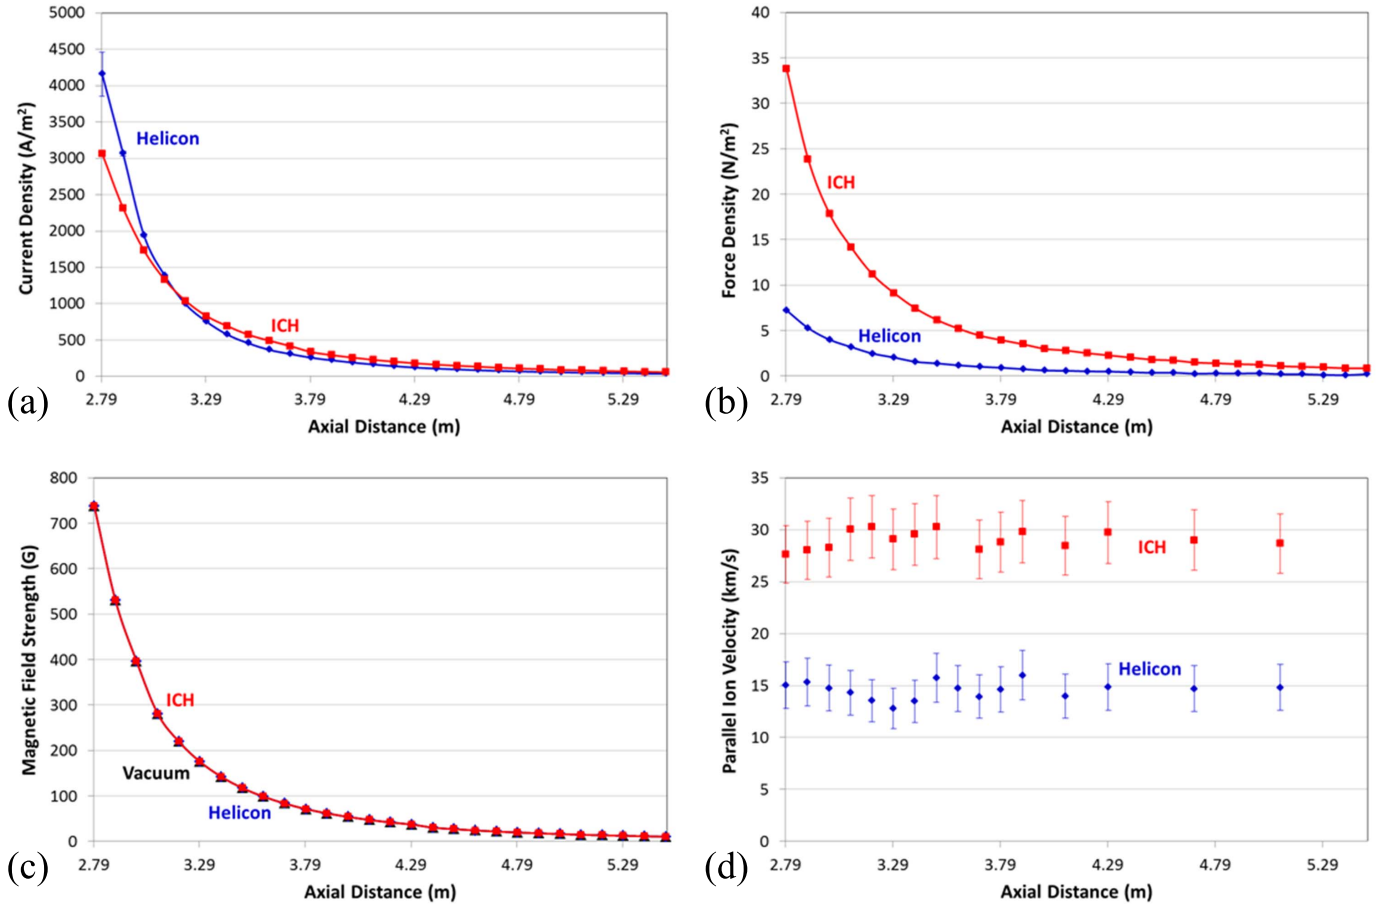 5000
4500
4000
3500
3000
2500
2000
1500
1000
500
0
Current Density (A/m²)
Helicon
ICH
2.79 3.29 3.79 4.29 4.79 5.29
Axial Distance (m)
(a)
40
35
30
25
20
15
10
5
0
Force Density (N/m²)
ICH
Helicon
2.79 3.29 3.79 4.29 4.79 5.29
Axial Distance (m)
(b)
800
700
600
500
400
300
200
100
0
Magnetic Field Strength (G)
ICH
Vacuum
Helicon
2.79 3.29 3.79 4.29 4.79 5.29
Axial Distance (m)
(c)
35
30
25
20
15
10
5
0
Parallel Ion Velocity (km/s)
ICH
Helicon
2.79 3.29 3.79 4.29 4.79 5.29
Axial Distance (m)
(d)